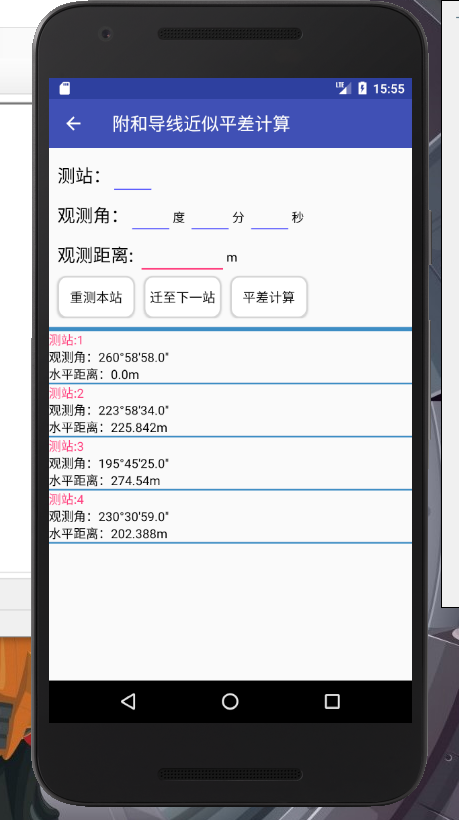 LTE 15:55
附和导线近似平差计算
测站：
观测角： 度 分 秒
观测距离: m
重测本站 迁至下一站 平差计算
测站:1
观测角：260°58'58.0"
水平距离：0.0m
测站:2
观测角：223°58'34.0"
水平距离：225.842m
测站:3
观测角：195°45'25.0"
水平距离：274.54m
测站:4
观测角：230°30'59.0"
水平距离：202.388m